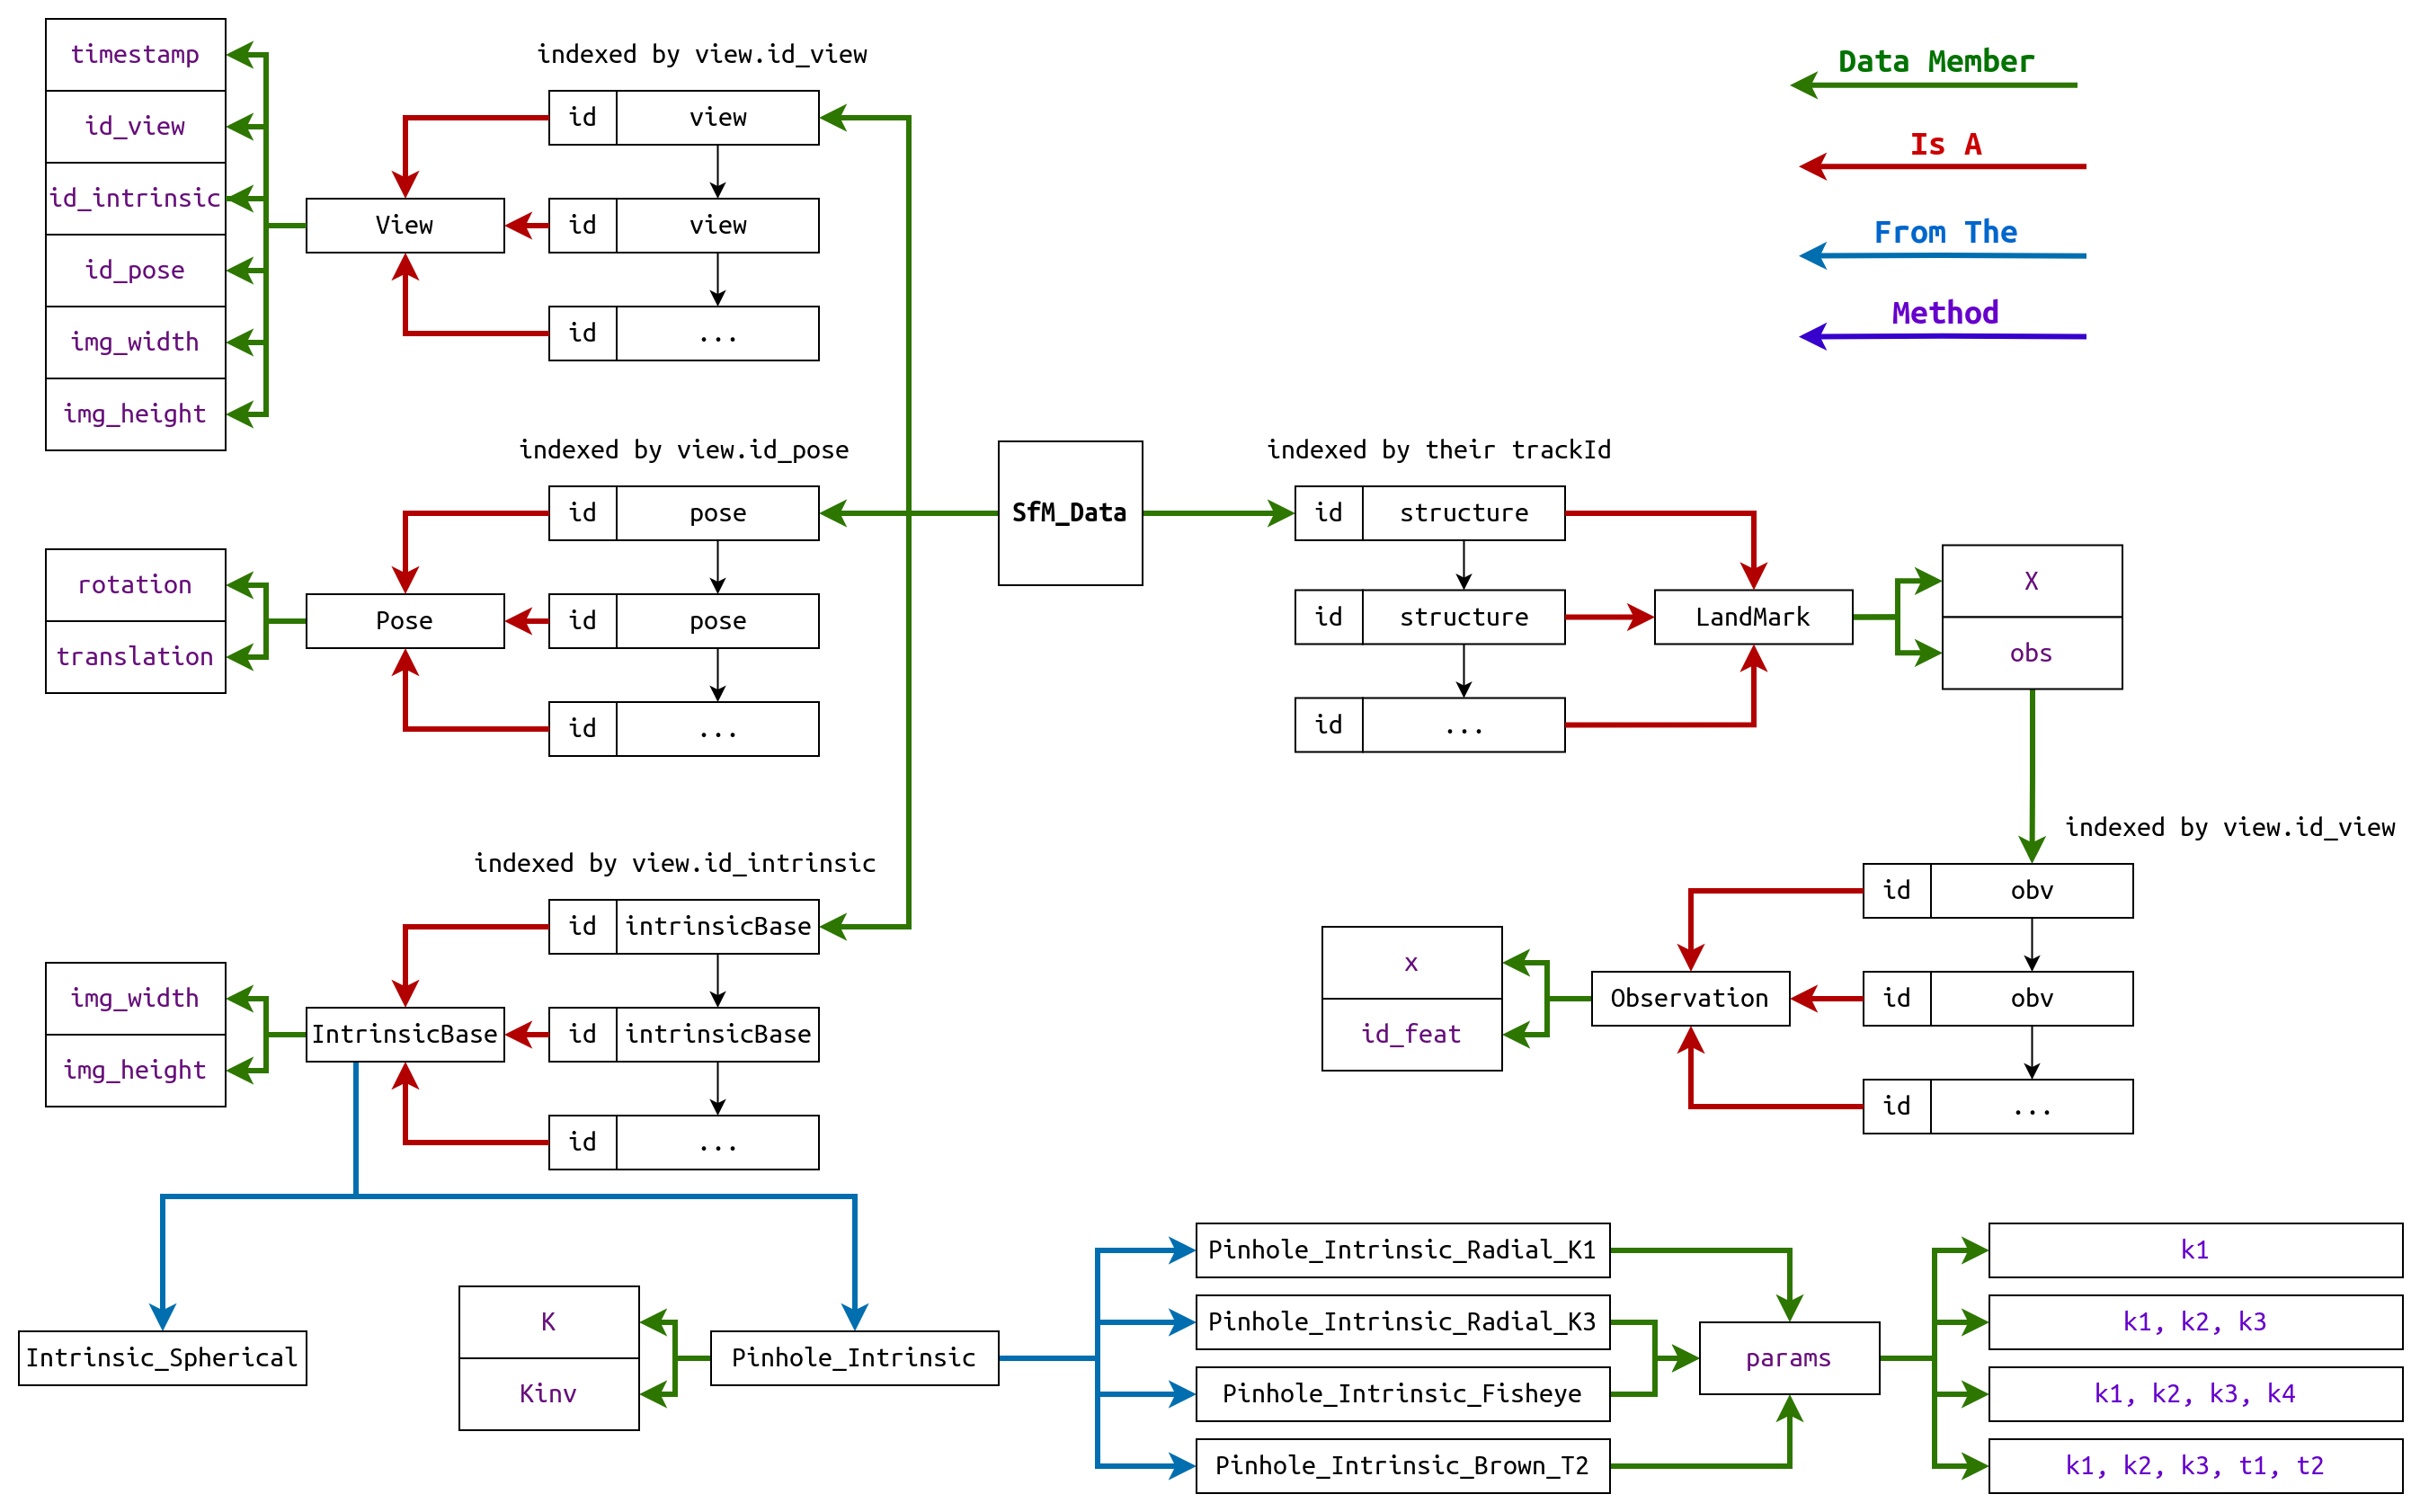 timestamp
id_view
id_intrinsic
id_pose
img_width
img_height
View
indexed by view.id_view
id view
id view
id ...
Data Member
Is A
From The
Method
indexed by view.id_pose
id pose
id pose
id ...
Pose
rotation
translation
SfM_Data
indexed by their trackId
id structure
id structure
id ...
LandMark
X
obs
indexed by view.id_intrinsic
id intrinsicBase
id intrinsicBase
id ...
IntrinsicBase
img_width
img_height
indexed by view.id_view
id obv
id obv
id ...
Observation
x
id_feat
Intrinsic_Spherical
K
Kinv
Pinhole_Intrinsic
Pinhole_Intrinsic_Radial_K1
Pinhole_Intrinsic_Radial_K3
Pinhole_Intrinsic_Fisheye
Pinhole_Intrinsic_Brown_T2
params
k1
k1, k2, k3
k1, k2, k3, k4
k1, k2, k3, t1, t2